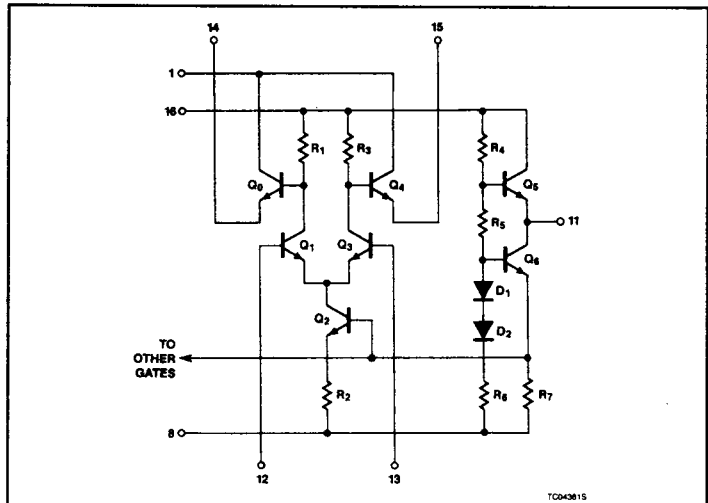 14
15
1
16
R1
R3
R4
Q0
Q4
Q5
R5
11
Q1
Q3
Q6
D1
Q2
D2
TO
OTHER
GATES
R2
R6
R7
8
12
13
TC04381S